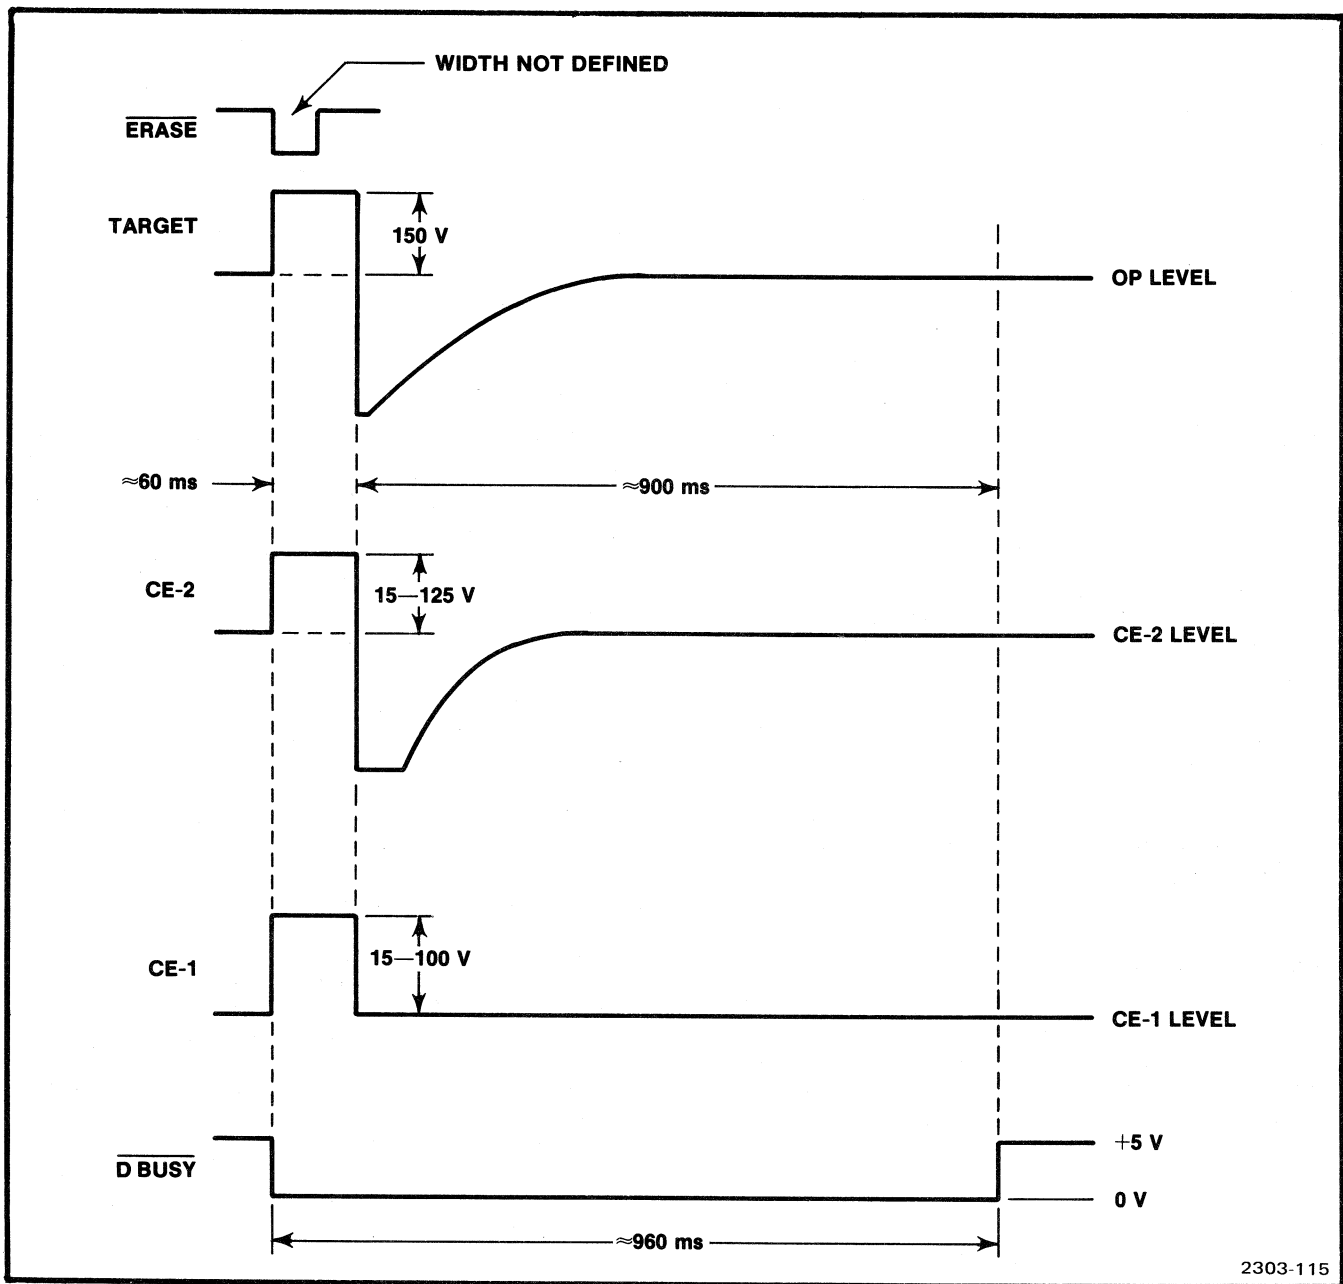 WIDTH NOT DEFINED
ERASE
TARGET
150 V
OP LEVEL
≈60 ms
≈900 ms
CE-2
15—125 V
CE-2 LEVEL
15—100 V
CE-1
CE-1 LEVEL
D BUSY
+5 V
0 V
≈960 ms
2303-115